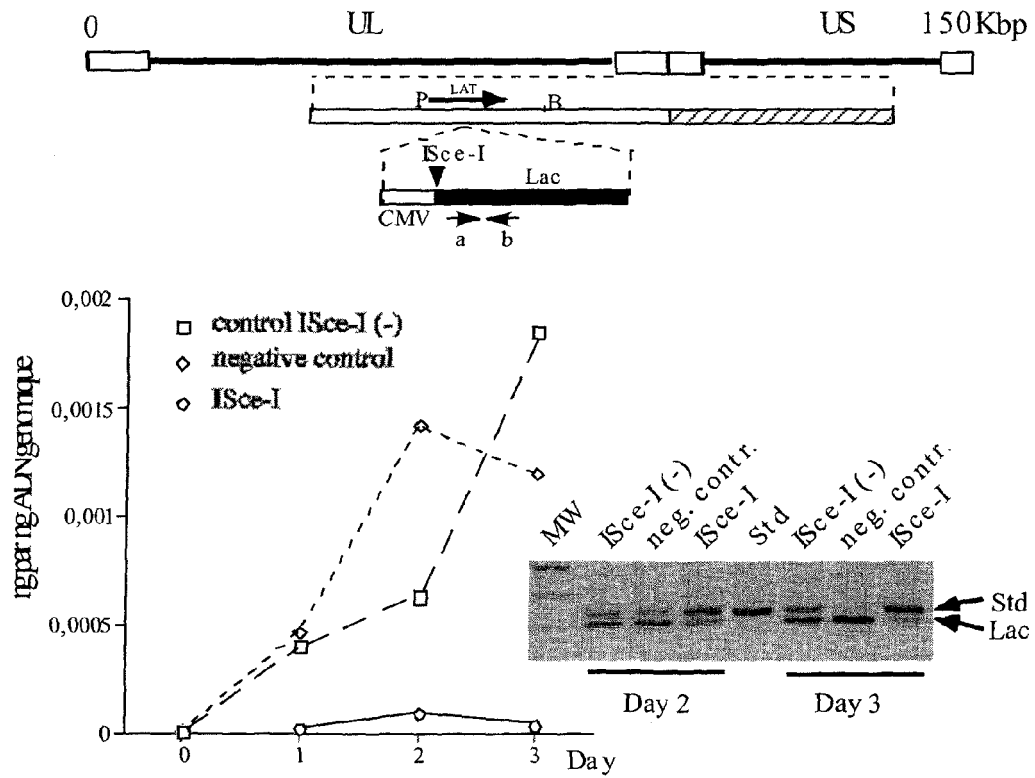 0 UL US 150 Kbp
P LAT B
ISce-I
Lac
CMV
a b
0,002
control ISce-I (-)
negative control
ISce-I
0,0015
0,001
0,0005
0
ng par ng ADN genomique
0 1 2 3 Day
MW ISce-I (-) neg. contr. ISce-I Std ISce-I (-) neg. contr. ISce-I
Std
Lac
Day 2 Day 3